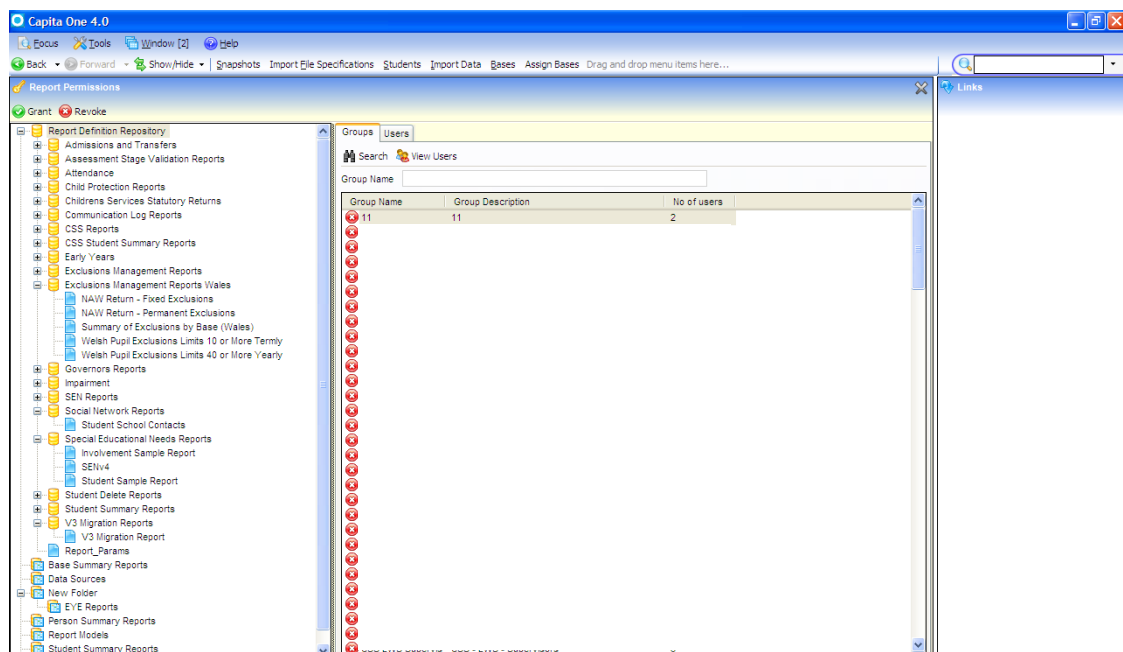 Capita One 4.0
Focus Tools Window [2] Help
Back Forward Show/Hide Snapshots Import File Specifications Students Import Data Bases Assign Bases Drag and drop menu items here...
Report Permissions
Links
Grant Revoke
Report Definition Repository
Admissions and Transfers
Assessment Stage Validation Reports
Attendance
Child Protection Reports
Childrens Services Statutory Returns
Communication Log Reports
CSS Reports
CSS Student Summary Reports
Early Years
Exclusions Management Reports
Exclusions Management Reports Wales
NAW Return - Fixed Exclusions
NAW Return - Permanent Exclusions
Summary of Exclusions by Base (Wales)
Welsh Pupil Exclusions Limits 10 or More Termly
Welsh Pupil Exclusions Limits 40 or More Yearly
Governors Reports
Impairment
SEN Reports
Social Network Reports
Student School Contacts
Special Educational Needs Reports
Involvement Sample Report
SENv4
Student Sample Report
Student Delete Reports
Student Summary Reports
V3 Migration Reports
V3 Migration Report
Report_Params
Base Summary Reports
Data Sources
New Folder
EYE Reports
Person Summary Reports
Report Models
Student Summary Reports
Groups Users
Search View Users
Group Name
Group Name Group Description No of users
11 11 2